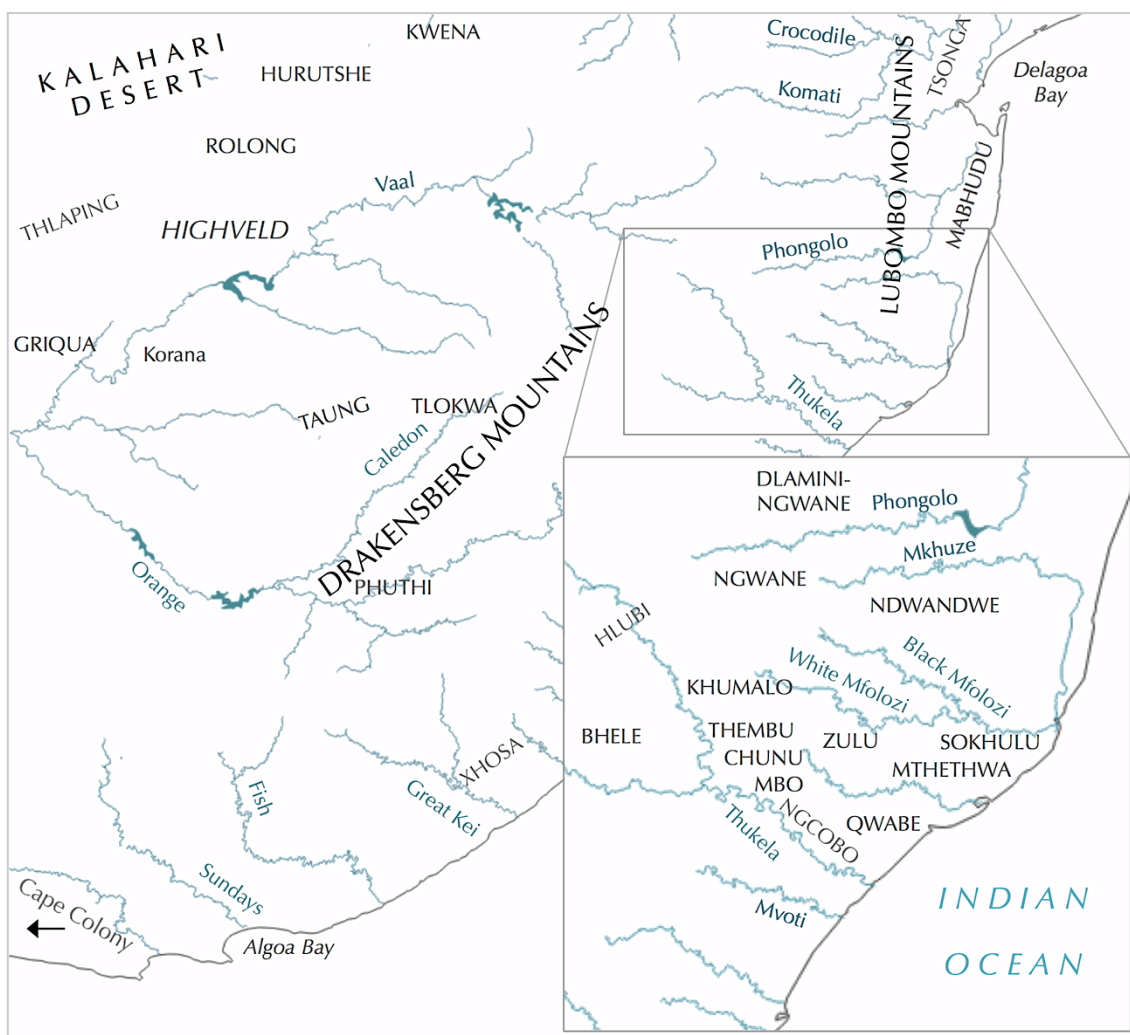 KALAHARI
DESERT
KWENA
HURUTSHE
ROLONG
THLAPING
HIGHVELD
Vaal
Crocodile
Komati
LUBOMBO MOUNTAINS
TSONGA
Delagoa
Bay
MABHUDU
Phongolo
GRIQUA
Korana
TAUNG
TLOKWA
Caledon
DRAKENSBERG MOUNTAINS
Thukela
Orange
PHUTHI
XHOSA
Great Kei
Fish
Sundays
Cape Colony
Algoa Bay
DLAMINI-
NGWANE
Phongolo
Mkhuze
NGWANE
NDWANDWE
HLUBI
Black Mfolozi
White Mfolozi
KHUMALO
BHELE
THEMBU
CHUNU
MBO
ZULU
SOKHULU
MTHETHWA
NGCOBO
QWABE
Thukela
Mvoti
INDIAN
OCEAN